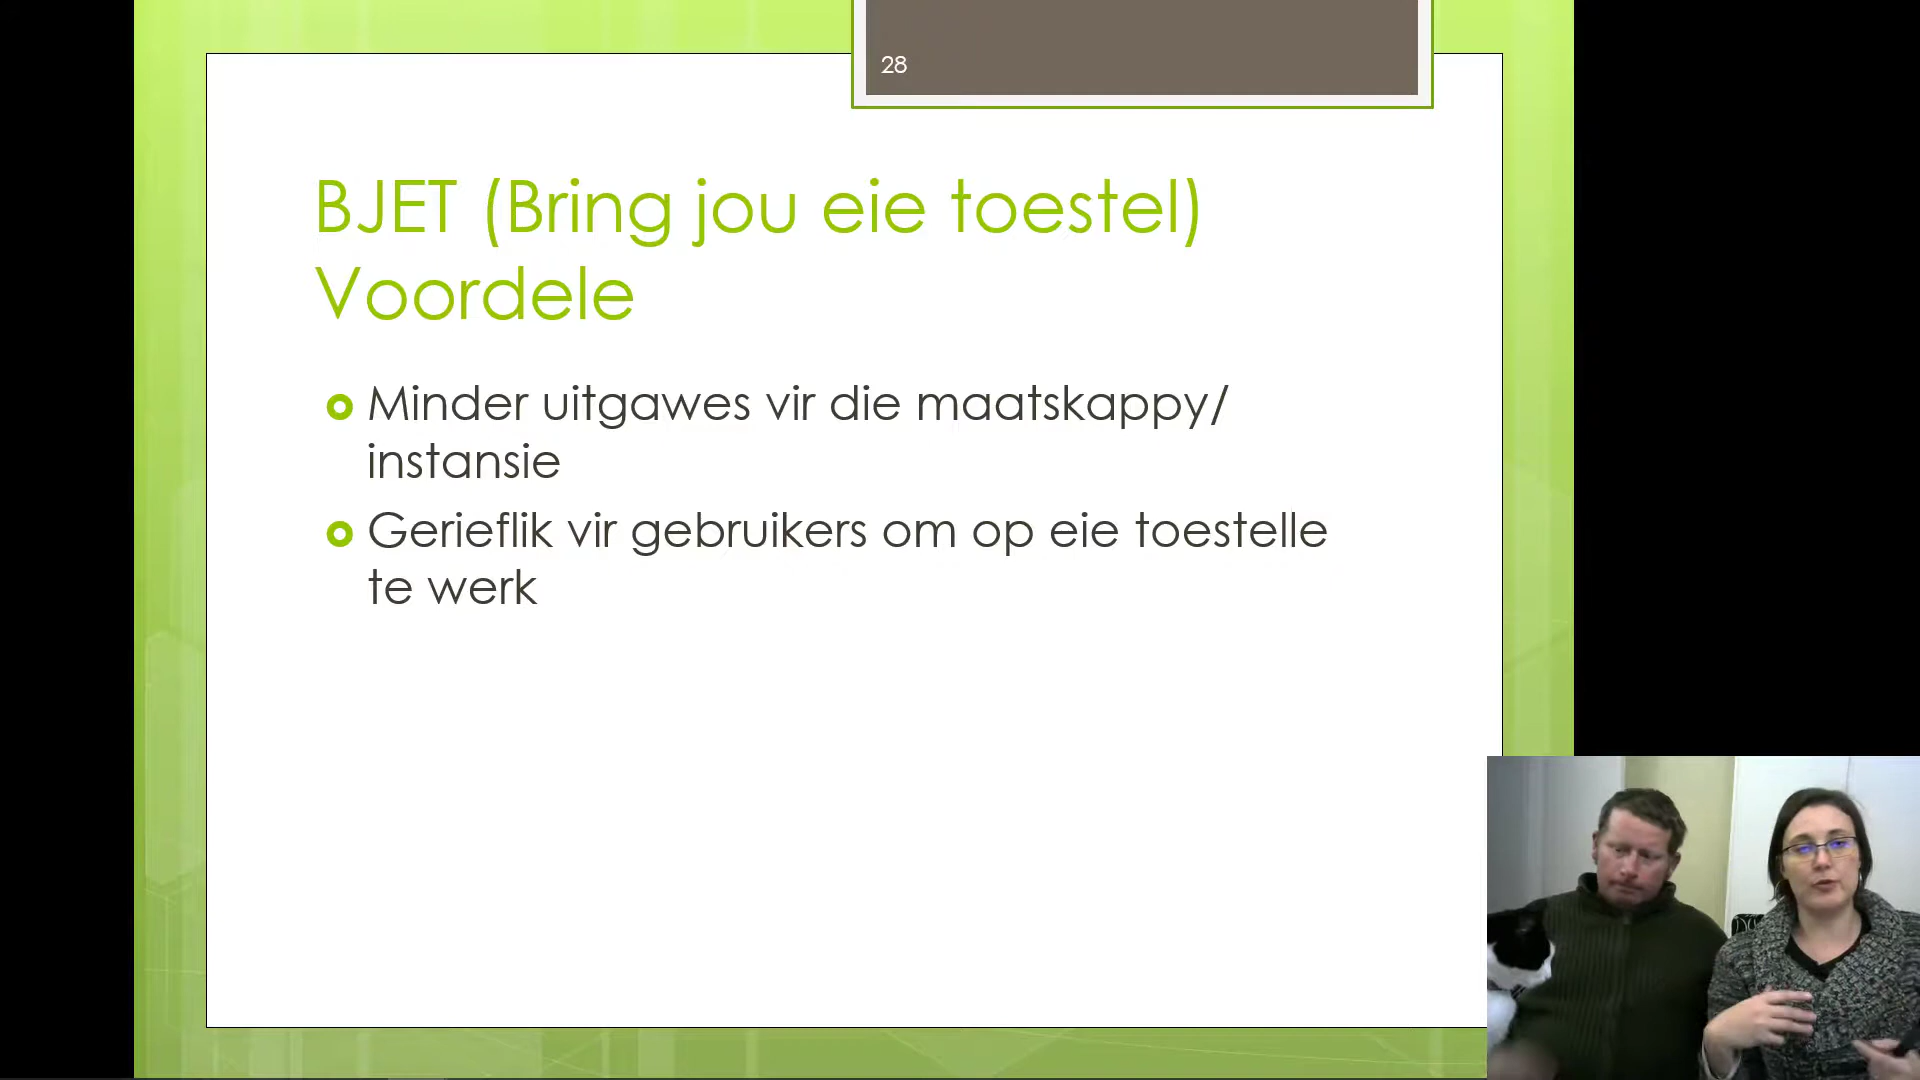 28
BJET (Bring jou eie toestel)
Voordele
Minder uitgawes vir die maatskappy/
instansie
Gerieflik vir gebruikers om op eie toestelle
te werk